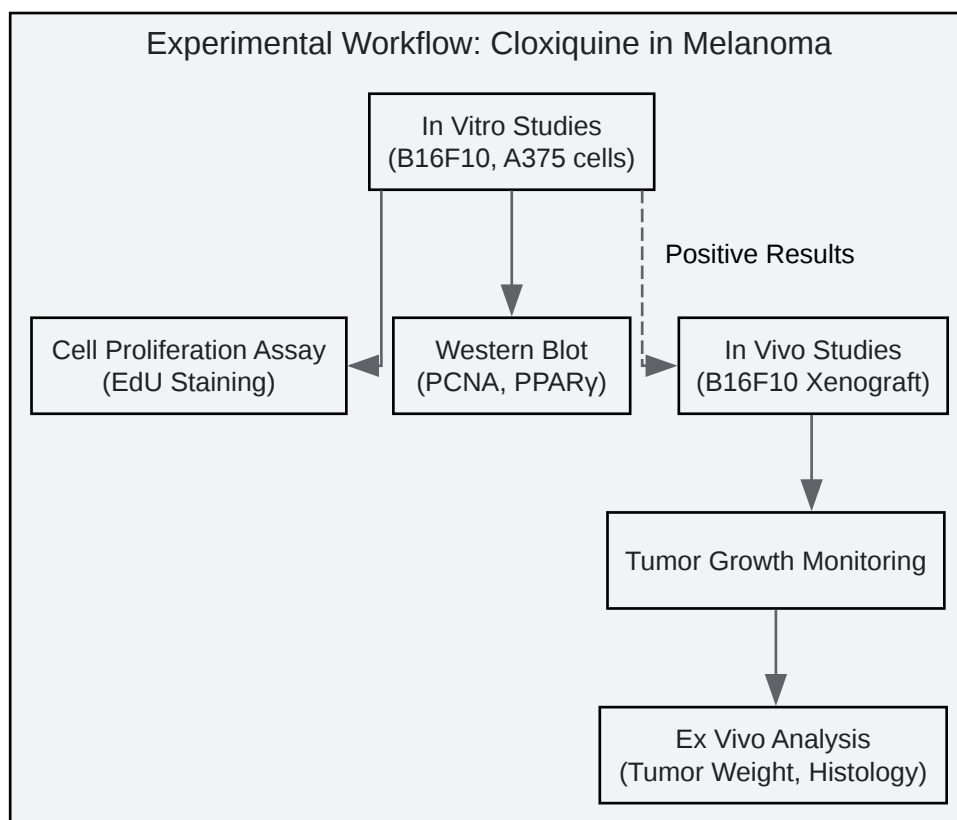 Experimental Workflow: Cloxiquine in Melanoma
In Vitro Studies
(B16F10, A375 cells)
Positive Results
Cell Proliferation Assay
(EdU Staining)
Western Blot
(PCNA, PPARγ)
In Vivo Studies
(B16F10 Xenograft)
Tumor Growth Monitoring
Ex Vivo Analysis
(Tumor Weight, Histology)